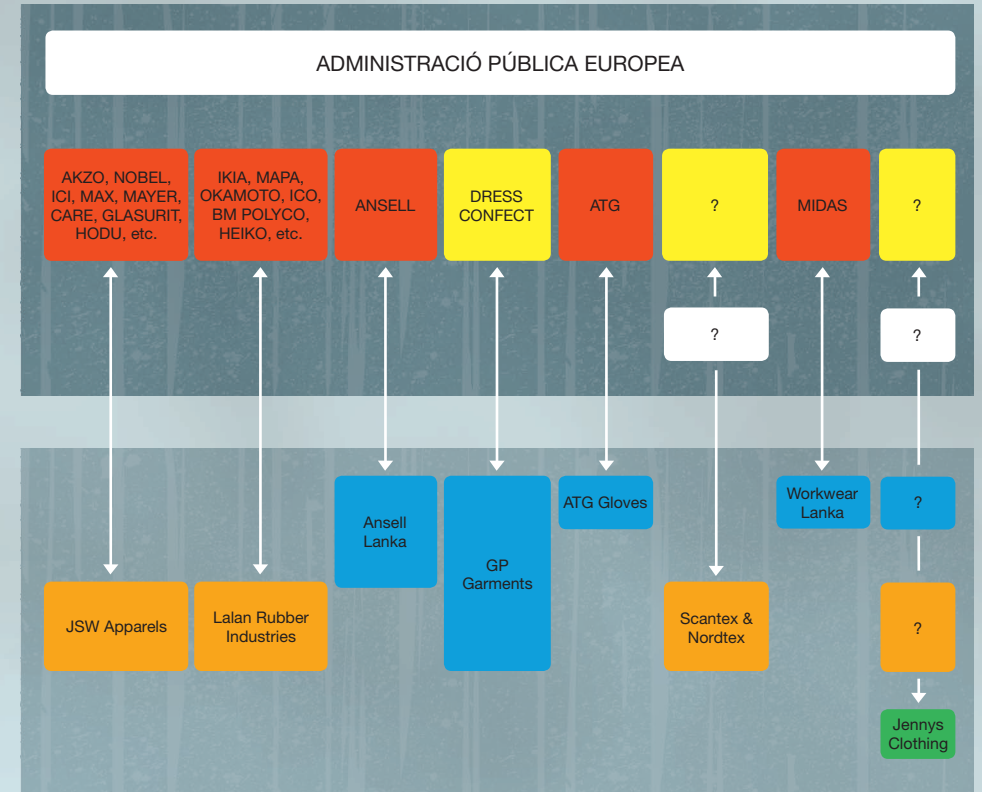 ADMINISTRACIÓ PÚBLICA EUROPEA
AKZO, NOBEL,
ICI, MAX, MAYER,
CARE, GLASURIT,
HODU, etc.
IKIA, MAPA,
OKAMOTO, ICO,
BM POLYCO,
HEIKO, etc.
ANSELL
DRESS
CONFECT
ATG
?
MIDAS
?
?
?
Ansell
Lanka
GP
Garments
ATG Gloves
Workwear
Lanka
?
JSW Apparels
Lalan Rubber
Industries
Scantex &
Nordtex
?
Jennys
Clothing